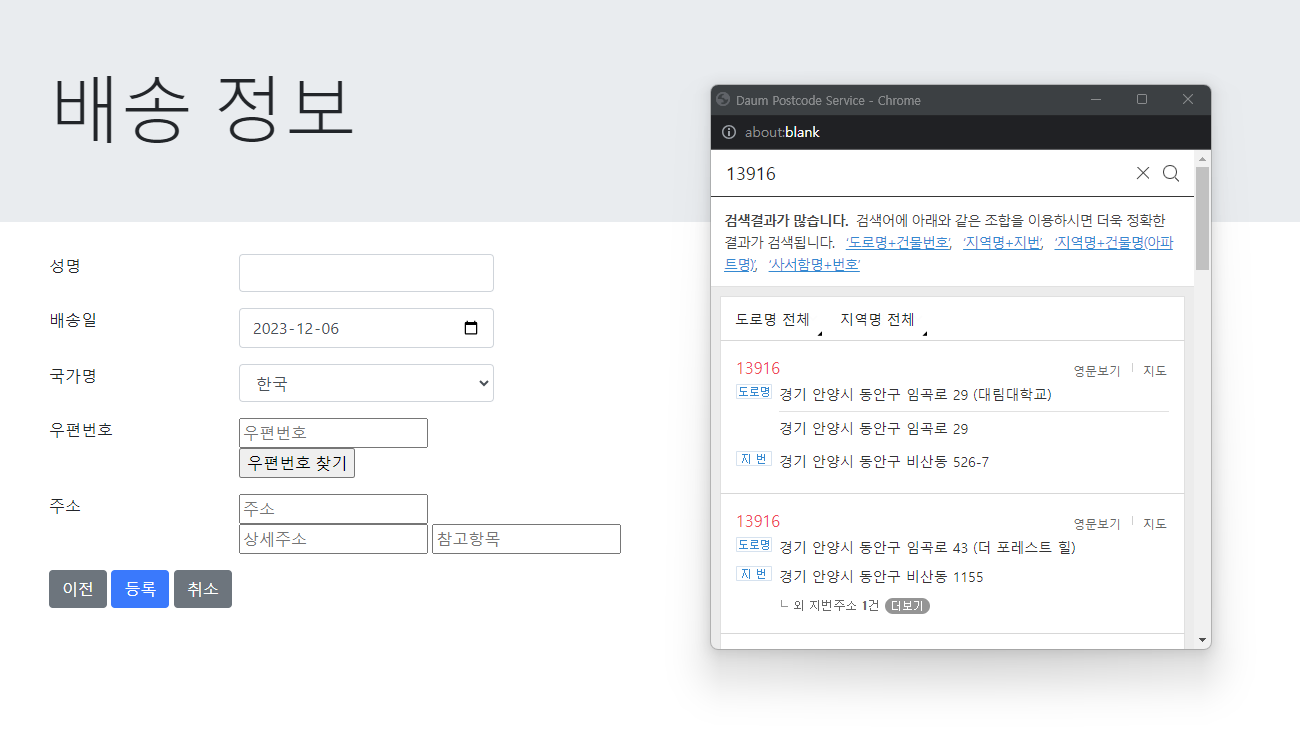 배송 정보
성명
배송일
2023-12-06
국가명
한국
우편번호
우편번호
우편번호 찾기
주소
주소
상세주소 참고항목
이전 등록 취소
Daum Postcode Service - Chrome
about:blank
13916
검색결과가 많습니다. 검색어에 아래와 같은 조합을 이용하시면 더욱 정확한
결과가 검색됩니다. '도로명+건물번호', '지역명+지번', '지역명+건물명(아파
트명)', '사서함명+번호'
도로명 전체 지역명 전체
13916 영문보기 지도
도로명 경기 안양시 동안구 임곡로 29 (대림대학교)
경기 안양시 동안구 임곡로 29
지 번 경기 안양시 동안구 비산동 526-7
13916 영문보기 지도
도로명 경기 안양시 동안구 임곡로 43 (더 포레스트 힐)
지 번 경기 안양시 동안구 비산동 1155
└ 외 지번주소 1건 더보기